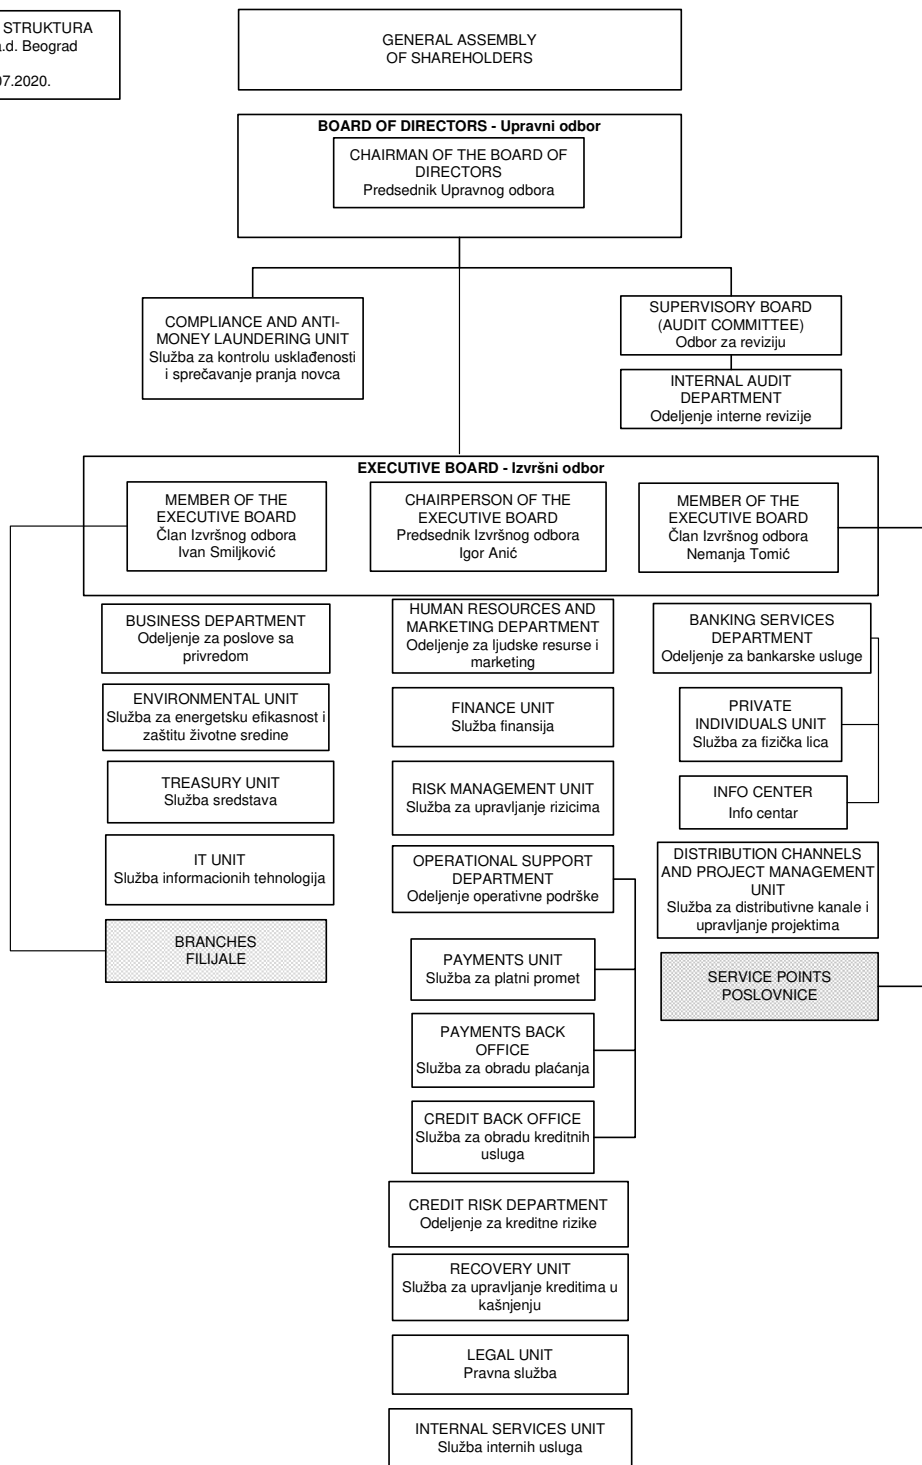 STRUKTURA
a.d. Beograd
07.2020.
GENERAL ASSEMBLY
OF SHAREHOLDERS
BOARD OF DIRECTORS - Upravni odbor
CHAIRMAN OF THE BOARD OF
DIRECTORS
Predsednik Upravnog odbora
COMPLIANCE AND ANTI-
MONEY LAUNDERING UNIT
Služba za kontrolu usklađenosti
i sprečavanje pranja novca
SUPERVISORY BOARD
(AUDIT COMMITTEE)
Odbor za reviziju
INTERNAL AUDIT
DEPARTMENT
Odeljenje interne revizije
EXECUTIVE BOARD - Izvršni odbor
MEMBER OF THE
EXECUTIVE BOARD
Član Izvršnog odbora
Ivan Smiljković
CHAIRPERSON OF THE
EXECUTIVE BOARD
Predsednik Izvršnog odbora
Igor Anić
MEMBER OF THE
EXECUTIVE BOARD
Član Izvršnog odbora
Nemanja Tomić
BUSINESS DEPARTMENT
Odeljenje za poslove sa
privredom
ENVIRONMENTAL UNIT
Služba za energetsku efikasnost i
zaštitu životne sredine
TREASURY UNIT
Služba sredstava
IT UNIT
Služba informacionih tehnologija
BRANCHES
FILIJALE
HUMAN RESOURCES AND
MARKETING DEPARTMENT
Odeljenje za ljudske resurse i
marketing
FINANCE UNIT
Služba finansija
RISK MANAGEMENT UNIT
Služba za upravljanje rizicima
OPERATIONAL SUPPORT
DEPARTMENT
Odeljenje operativne podrške
PAYMENTS UNIT
Služba za platni promet
PAYMENTS BACK
OFFICE
Služba za obradu plaćanja
CREDIT BACK OFFICE
Služba za obradu kreditnih
usluga
CREDIT RISK DEPARTMENT
Odeljenje za kreditne rizike
RECOVERY UNIT
Služba za upravljanje kreditima u
kašnjenju
LEGAL UNIT
Pravna služba
INTERNAL SERVICES UNIT
Služba internih usluga
BANKING SERVICES
DEPARTMENT
Odeljenje za bankarske usluge
PRIVATE
INDIVIDUALS UNIT
Služba za fizička lica
INFO CENTER
Info centar
DISTRIBUTION CHANNELS
AND PROJECT MANAGEMENT
UNIT
Služba za distributivne kanale i
upravljanje projektima
SERVICE POINTS
POSLOVNICE